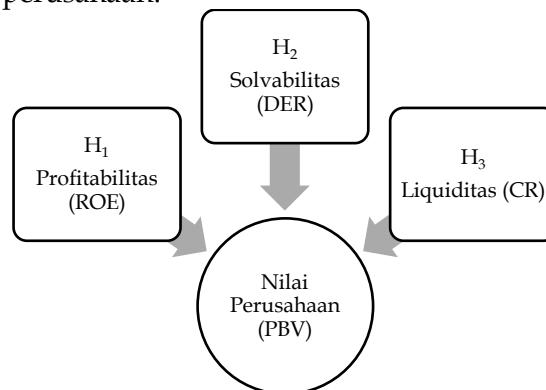 perusahaan.
H₂
Solvabilitas
(DER)
H₁
Profitabilitas
(ROE)
H₃
Liquiditas (CR)
Nilai
Perusahaan
(PBV)